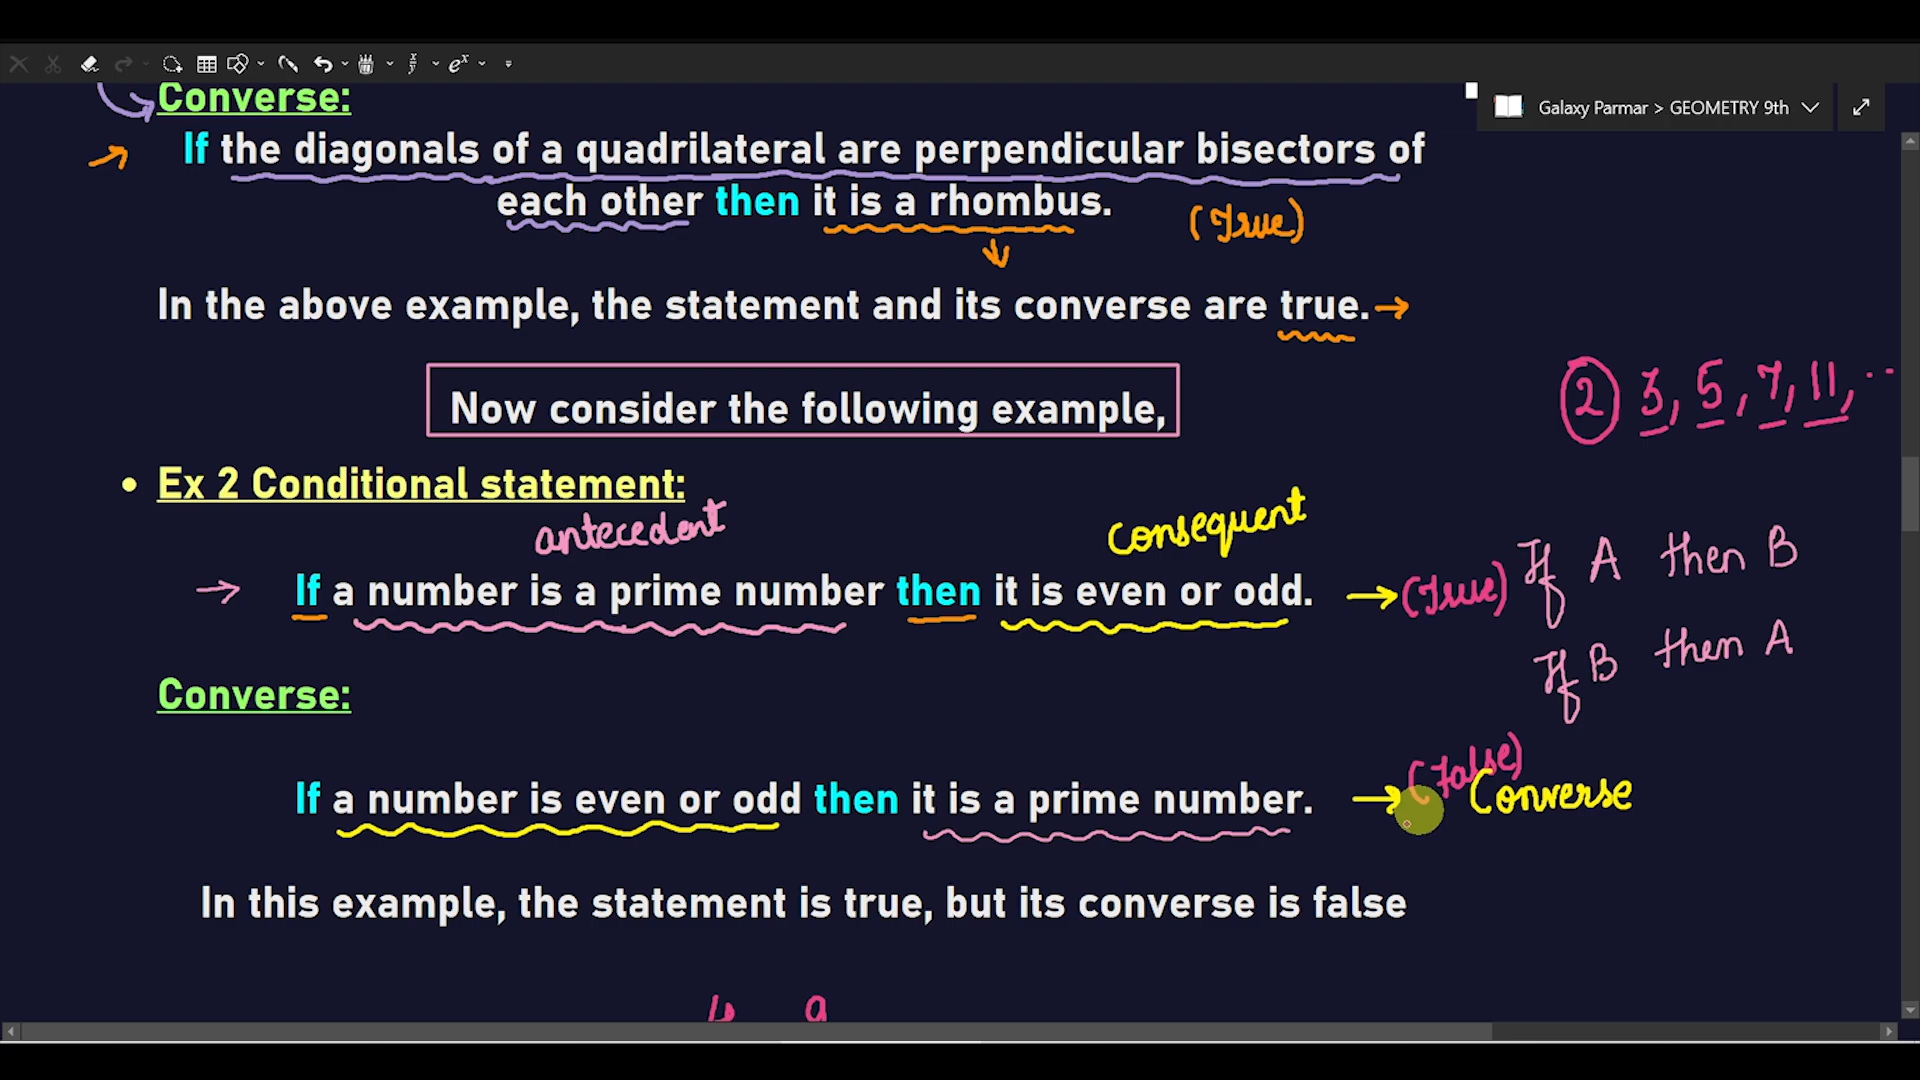 Galaxy Parmar > GEOMETRY 9th
Converse:
If the diagonals of a quadrilateral are perpendicular bisectors of
each other then it is a rhombus.
(True)
In the above example, the statement and its converse are true.
Now consider the following example,
2 3, 5, 7, 11, ..
• Ex 2 Conditional statement:
antecedent
consequent
If a number is a prime number then it is even or odd.
(True)
If A then B
If B then A
Converse:
(False)
If a number is even or odd then it is a prime number.
Converse
In this example, the statement is true, but its converse is false